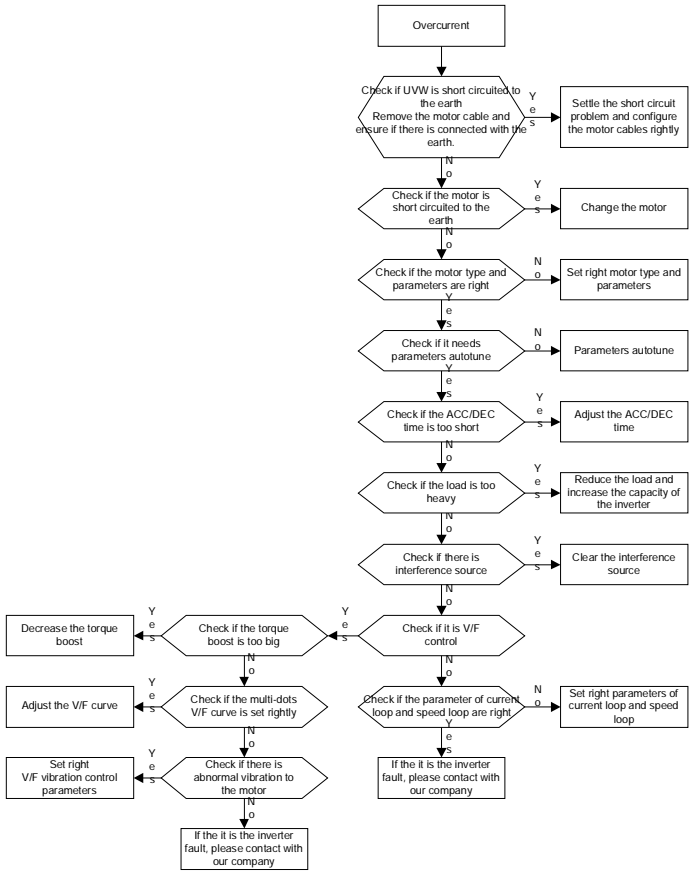 Overcurrent
Check if UVW is short circuited to
the earth
Remove the motor cable and
ensure if there is connected with the
earth.
Yes
Settle the short circuit
problem and configure
the motor cables rightly
No
Check if the motor is
short circuited to the
earth
Yes
Change the motor
No
Check if the motor type and
parameters are right
No
Set right motor type and
parameters
Yes
Check if it needs
parameters autotune
No
Parameters autotune
Yes
Check if the ACC/DEC
time is too short
Yes
Adjust the ACC/DEC
time
No
Check if the load is too
heavy
Yes
Reduce the load and
increase the capacity of
the inverter
No
Check if there is
interference source
Yes
Clear the interference
source
No
Decrease the torque
boost
Yes
Check if the torque
boost is too big
Yes
Check if it is V/F
control
No
No
Adjust the V/F curve
Yes
Check if the multi-dots
V/F curve is set rightly
Check if the parameter of current
loop and speed loop are right
No
Set right parameters of
current loop and speed
loop
No
Yes
Set right
V/F vibration control
parameters
Yes
Check if there is
abnormal vibration to
the motor
If the it is the inverter
fault, please contact with
our company
No
If the it is the inverter
fault, please contact with
our company